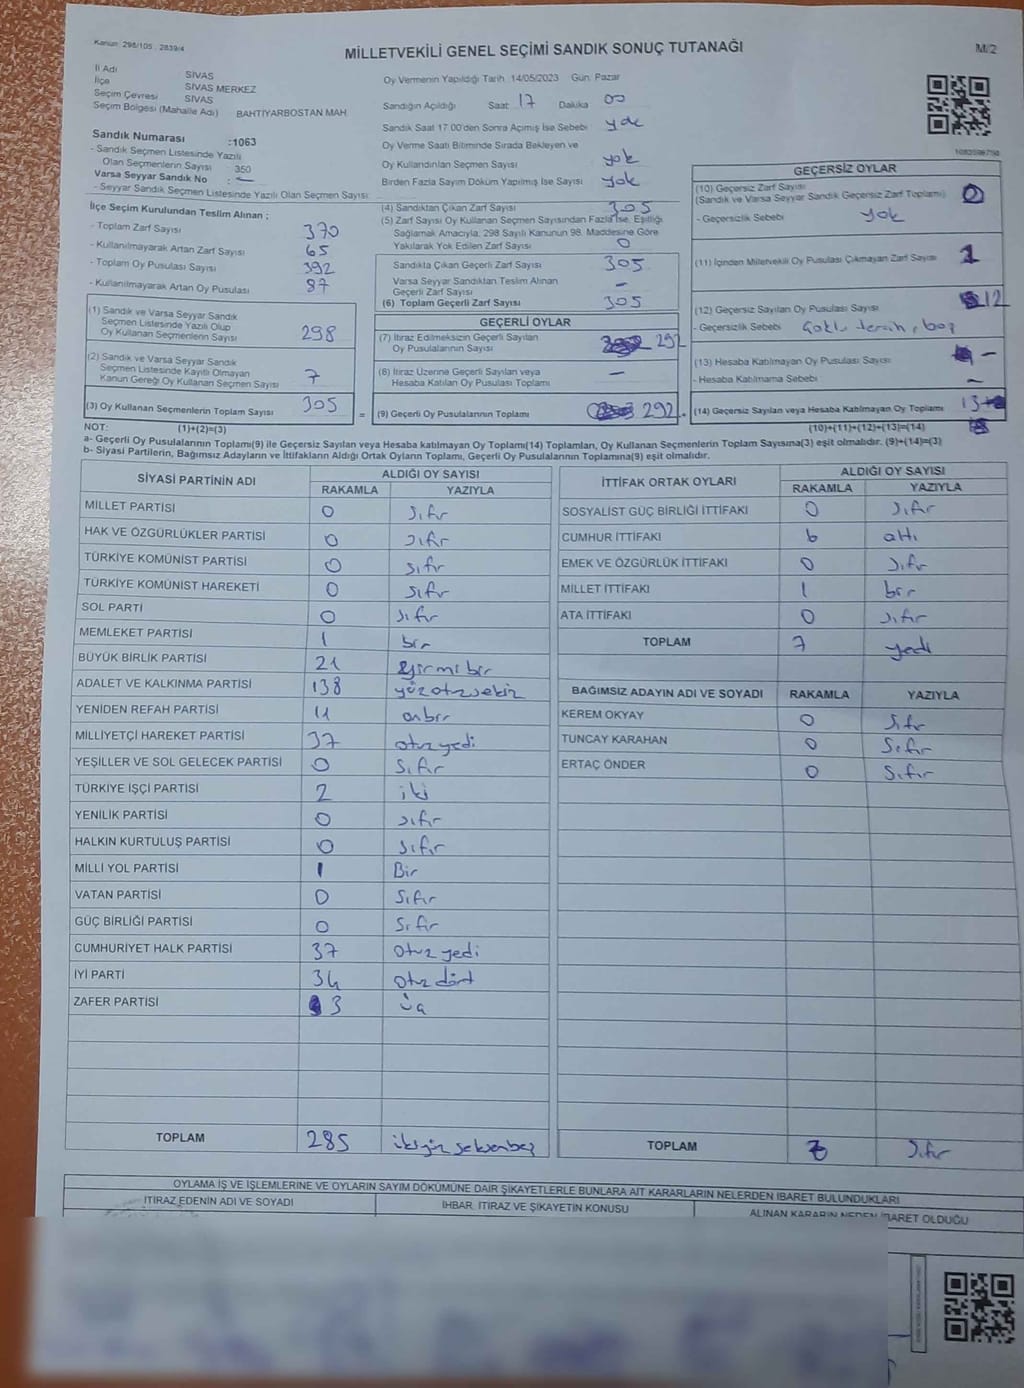 Kanun: 298/105, 2839/4
MİLLETVEKİLİ GENEL SEÇİMİ SANDIK SONUÇ TUTANAĞI
M/2
İl Adı SİVAS
İlçe SİVAS MERKEZ
Seçim Çevresi SİVAS
Seçim Bölgesi (Mahalle Adı) BAHTİYARBOSTAN MAH
Sandık Numarası :1063
- Sandık Seçmen Listesinde Yazılı
Olan Seçmenlerin Sayısı 350
Varsa Seyyar Sandık No : -
- Seyyar Sandık Seçmen Listesinde Yazılı Olan Seçmen Sayısı
Oy Vermenin Yapıldığı Tarih 14/05/2023 Gün: Pazar
Sandığın Açıldığı Saat 17 Dakika 00
Sandık Saat 17.00'den Sonra Açılmış İse Sebebi yok
Oy Verme Saati Bitiminde Sırada Bekleyen ve
Oy Kullandırılan Seçmen Sayısı yok
Birden Fazla Sayım Döküm Yapılmış İse Sayısı yok
İlçe Seçim Kurulundan Teslim Alınan ;
- Toplam Zarf Sayısı 370
- Kullanılmayarak Artan Zarf Sayısı 65
- Toplam Oy Pusulası Sayısı 392
- Kullanılmayarak Artan Oy Pusulası 87
(1) Sandık ve Varsa Seyyar Sandık
Seçmen Listesinde Yazılı Olup
Oy Kullanan Seçmenlerin Sayısı 298
(2) Sandık ve Varsa Seyyar Sandık
Seçmen Listesinde Kayıtlı Olmayan
Kanun Gereği Oy Kullanan Seçmen Sayısı 7
(3) Oy Kullanan Seçmenlerin Toplam Sayısı 305
(4) Sandıktan Çıkan Zarf Sayısı 305
(5) Zarf Sayısı Oy Kullanan Seçmen Sayısından Fazla İse, Eşitliği
Sağlamak Amacıyla, 298 Sayılı Kanunun 98. Maddesine Göre
Yakılarak Yok Edilen Zarf Sayısı 0
Sandıkta Çıkan Geçerli Zarf Sayısı 305
Varsa Seyyar Sandıktan Teslim Alınan
Geçerli Zarf Sayısı -
(6) Toplam Geçerli Zarf Sayısı 305
GEÇERLİ OYLAR
(7) İtiraz Edilmeksizin Geçerli Sayılan
Oy Pusulalarının Sayısı 292
(8) İtiraz Üzerine Geçerli Sayılan veya
Hesaba Katılan Oy Pusulası Toplamı -
= (9) Geçerli Oy Pusulalarının Toplamı 292
GEÇERSİZ OYLAR
(10) Geçersiz Zarf Sayısı
(Sandık ve Varsa Seyyar Sandık Geçersiz Zarf Toplamı) 0
- Geçersizlik Sebebi yok
(11) İçinden Milletvekili Oy Pusulası Çıkmayan Zarf Sayısı 1
(12) Geçersiz Sayılan Oy Pusulası Sayısı 12
- Geçersizlik Sebebi Çoklu tercih, boş
(13) Hesaba Katılmayan Oy Pusulası Sayısı -
- Hesaba Katılmama Sebebi -
(14) Geçersiz Sayılan veya Hesaba Katılmayan Oy Toplamı 13
NOT: (1)+(2)=(3)
(10)+(11)+(12)+(13)=(14)
a- Geçerli Oy Pusulalarının Toplamı(9) ile Geçersiz Sayılan veya Hesaba katılmayan Oy Toplamı(14) Toplamları, Oy Kullanan Seçmenlerin Toplam Sayısına(3) eşit olmalıdır. (9)+(14)=(3)
b- Siyasi Partilerin, Bağımsız Adayların ve İttifakların Aldığı Ortak Oyların Toplamı, Geçerli Oy Pusulalarının Toplamına(9) eşit olmalıdır.
SİYASİ PARTİNİN ADI
ALDIĞI OY SAYISI
RAKAMLA YAZIYLA
MİLLET PARTİSİ 0 sıfır
HAK VE ÖZGÜRLÜKLER PARTİSİ 0 sıfır
TÜRKİYE KOMÜNİST PARTİSİ 0 sıfır
TÜRKİYE KOMÜNİST HAREKETİ 0 sıfır
SOL PARTİ 0 sıfır
MEMLEKET PARTİSİ 1 bir
BÜYÜK BİRLİK PARTİSİ 21 yirmi bir
ADALET VE KALKINMA PARTİSİ 138 yüzotuzsekiz
YENİDEN REFAH PARTİSİ 11 onbir
MİLLİYETÇİ HAREKET PARTİSİ 37 otuzyedi
YEŞİLLER VE SOL GELECEK PARTİSİ 0 sıfır
TÜRKİYE İŞÇİ PARTİSİ 2 iki
YENİLİK PARTİSİ 0 sıfır
HALKIN KURTULUŞ PARTİSİ 0 sıfır
MİLLİ YOL PARTİSİ 1 Bir
VATAN PARTİSİ 0 Sıfır
GÜÇ BİRLİĞİ PARTİSİ 0 Sıfır
CUMHURİYET HALK PARTİSİ 37 Otuz yedi
İYİ PARTİ 34 Otuz dört
ZAFER PARTİSİ 3 üç
TOPLAM 285 ikiyüz seksenbeş
İTTİFAK ORTAK OYLARI
ALDIĞI OY SAYISI
RAKAMLA YAZIYLA
SOSYALİST GÜÇ BİRLİĞİ İTTİFAKI 0 sıfır
CUMHUR İTTİFAKI 6 altı
EMEK VE ÖZGÜRLÜK İTTİFAKI 0 sıfır
MİLLET İTTİFAKI 1 bir
ATA İTTİFAKI 0 sıfır
TOPLAM 7 yedi
BAĞIMSIZ ADAYIN ADI VE SOYADI RAKAMLA YAZIYLA
KEREM OKYAY 0 Sıfır
TUNCAY KARAHAN 0 Sıfır
ERTAÇ ÖNDER 0 Sıfır
TOPLAM sıfır
OYLAMA İŞ VE İŞLEMLERİNE VE OYLARIN SAYIM DÖKÜMÜNE DAİR ŞİKAYETLERLE BUNLARA AİT KARARLARIN NELERDEN İBARET BULUNDUKLARI
İTİRAZ EDENİN ADI VE SOYADI
İHBAR, İTİRAZ VE ŞİKAYETİN KONUSU
ALINAN KARARIN NEDEN İBARET OLDUĞU